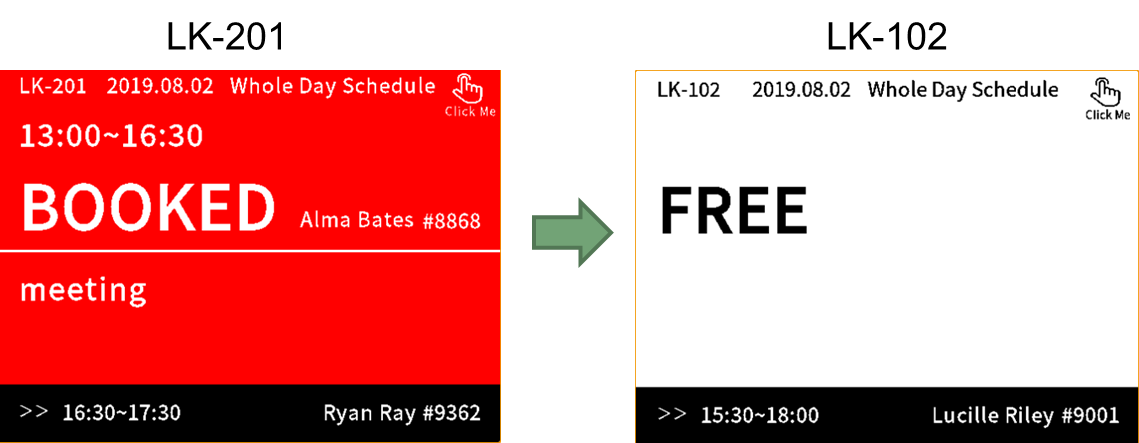 LK-201
LK-201 2019.08.02 Whole Day Schedule
Click Me
13:00~16:30
BOOKED Alma Bates #8868
meeting
>> 16:30~17:30 Ryan Ray #9362
LK-102
LK-102 2019.08.02 Whole Day Schedule
Click Me
FREE
>> 15:30~18:00 Lucille Riley #9001